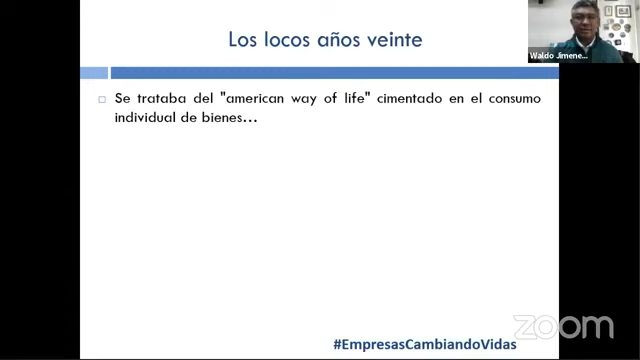 Los locos años veinte
Waldo Jimene...
Se trataba del "american way of life" cimentado en el consumo
individual de bienes…
zoom
#EmpresasCambiandoVidas